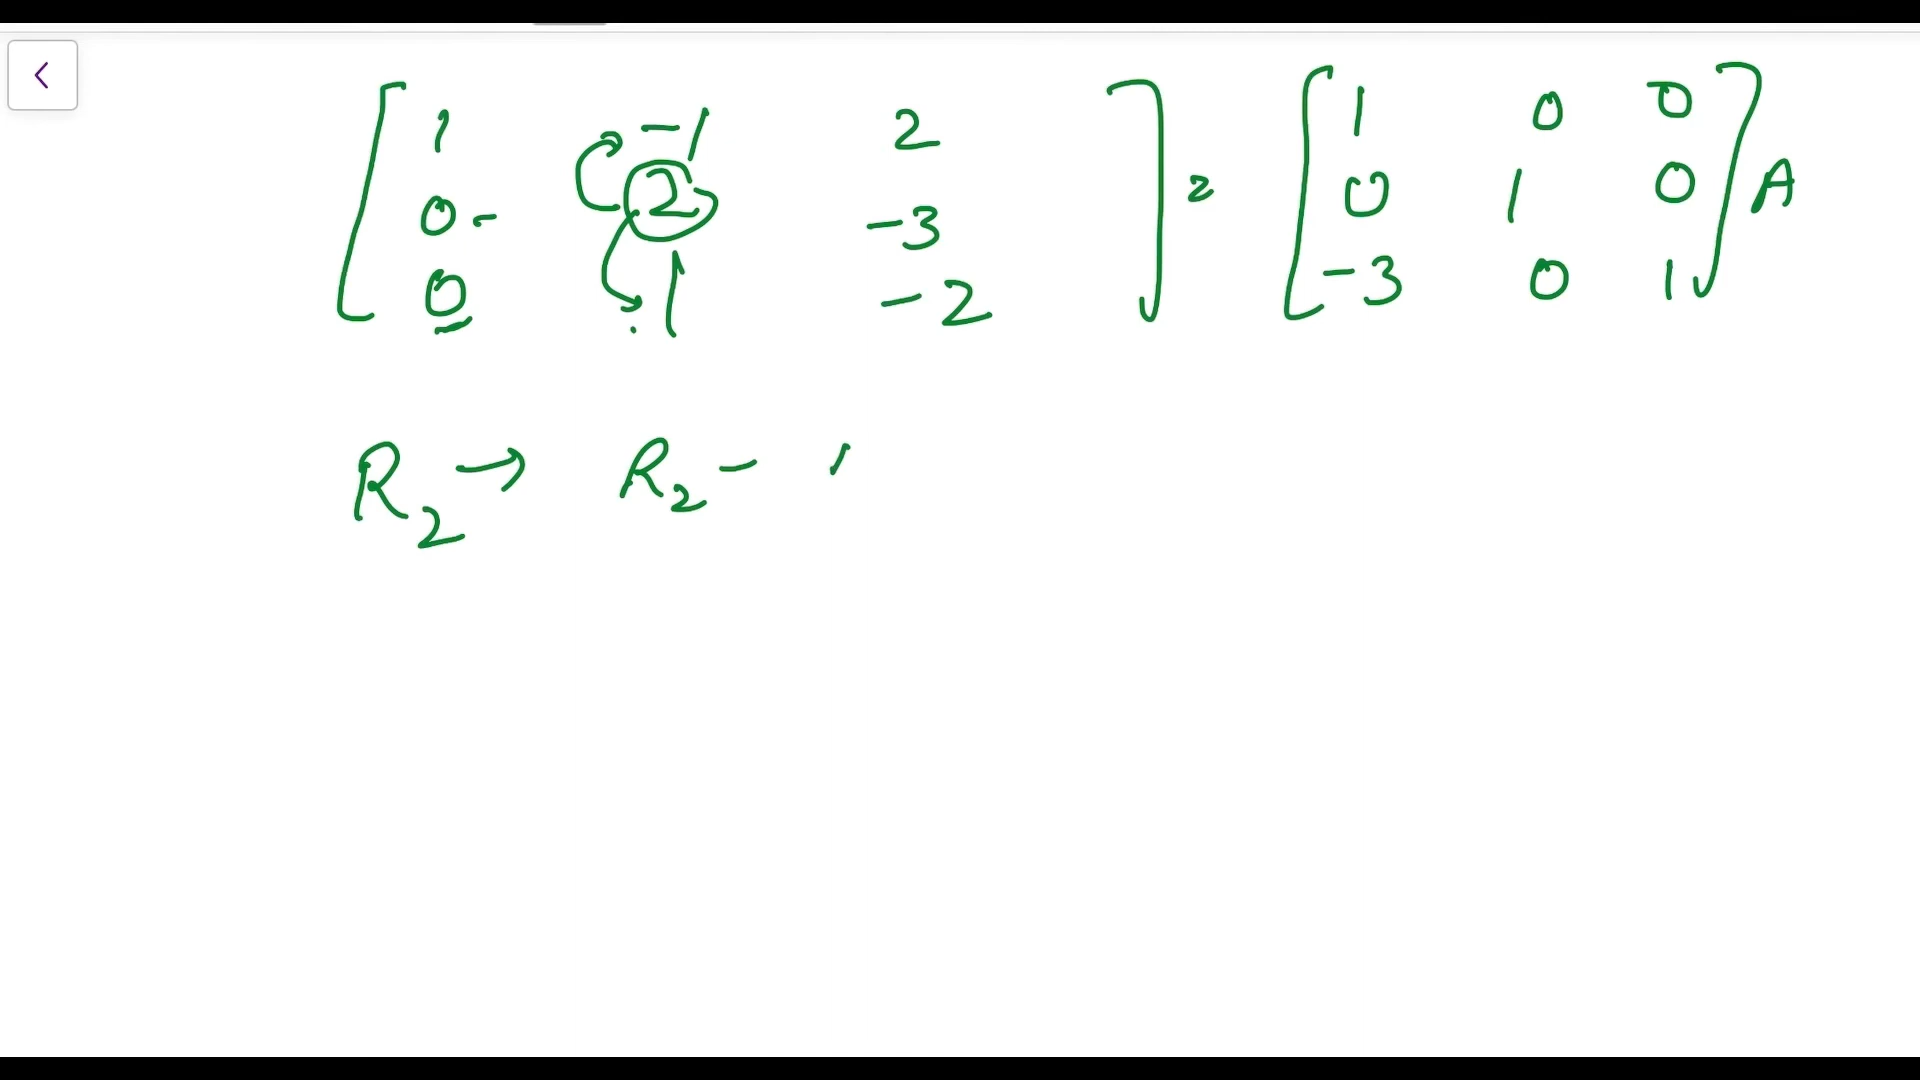 [ 1 -1 2 ] = [ 1 0 0 ] A
0 - 2 -3 0 1 0
0 1 -2 -3 0 1
R2 → R2 -